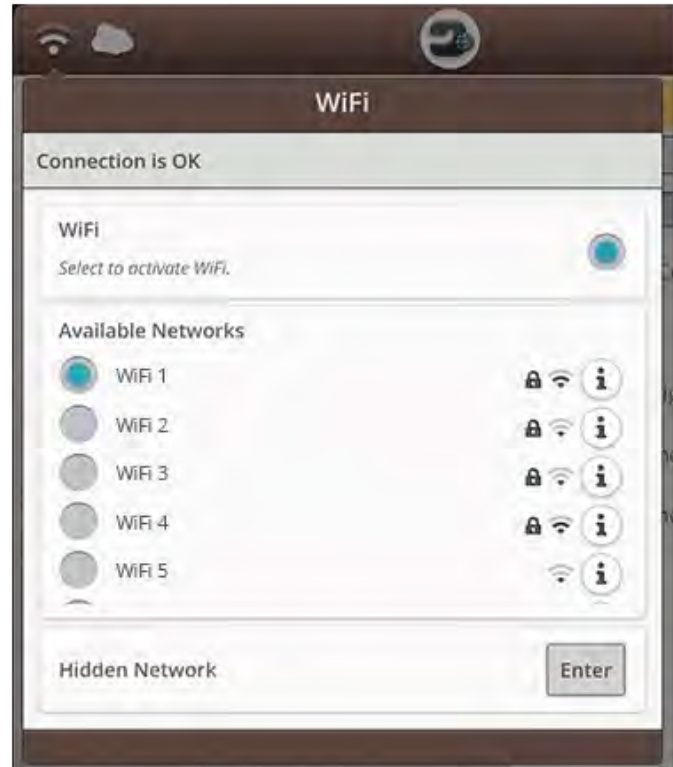 WiFi
Connection is OK
WiFi
Select to activate WiFi.
Available Networks
WiFi 1
WiFi 2
WiFi 3
WiFi 4
WiFi 5
Hidden Network
Enter